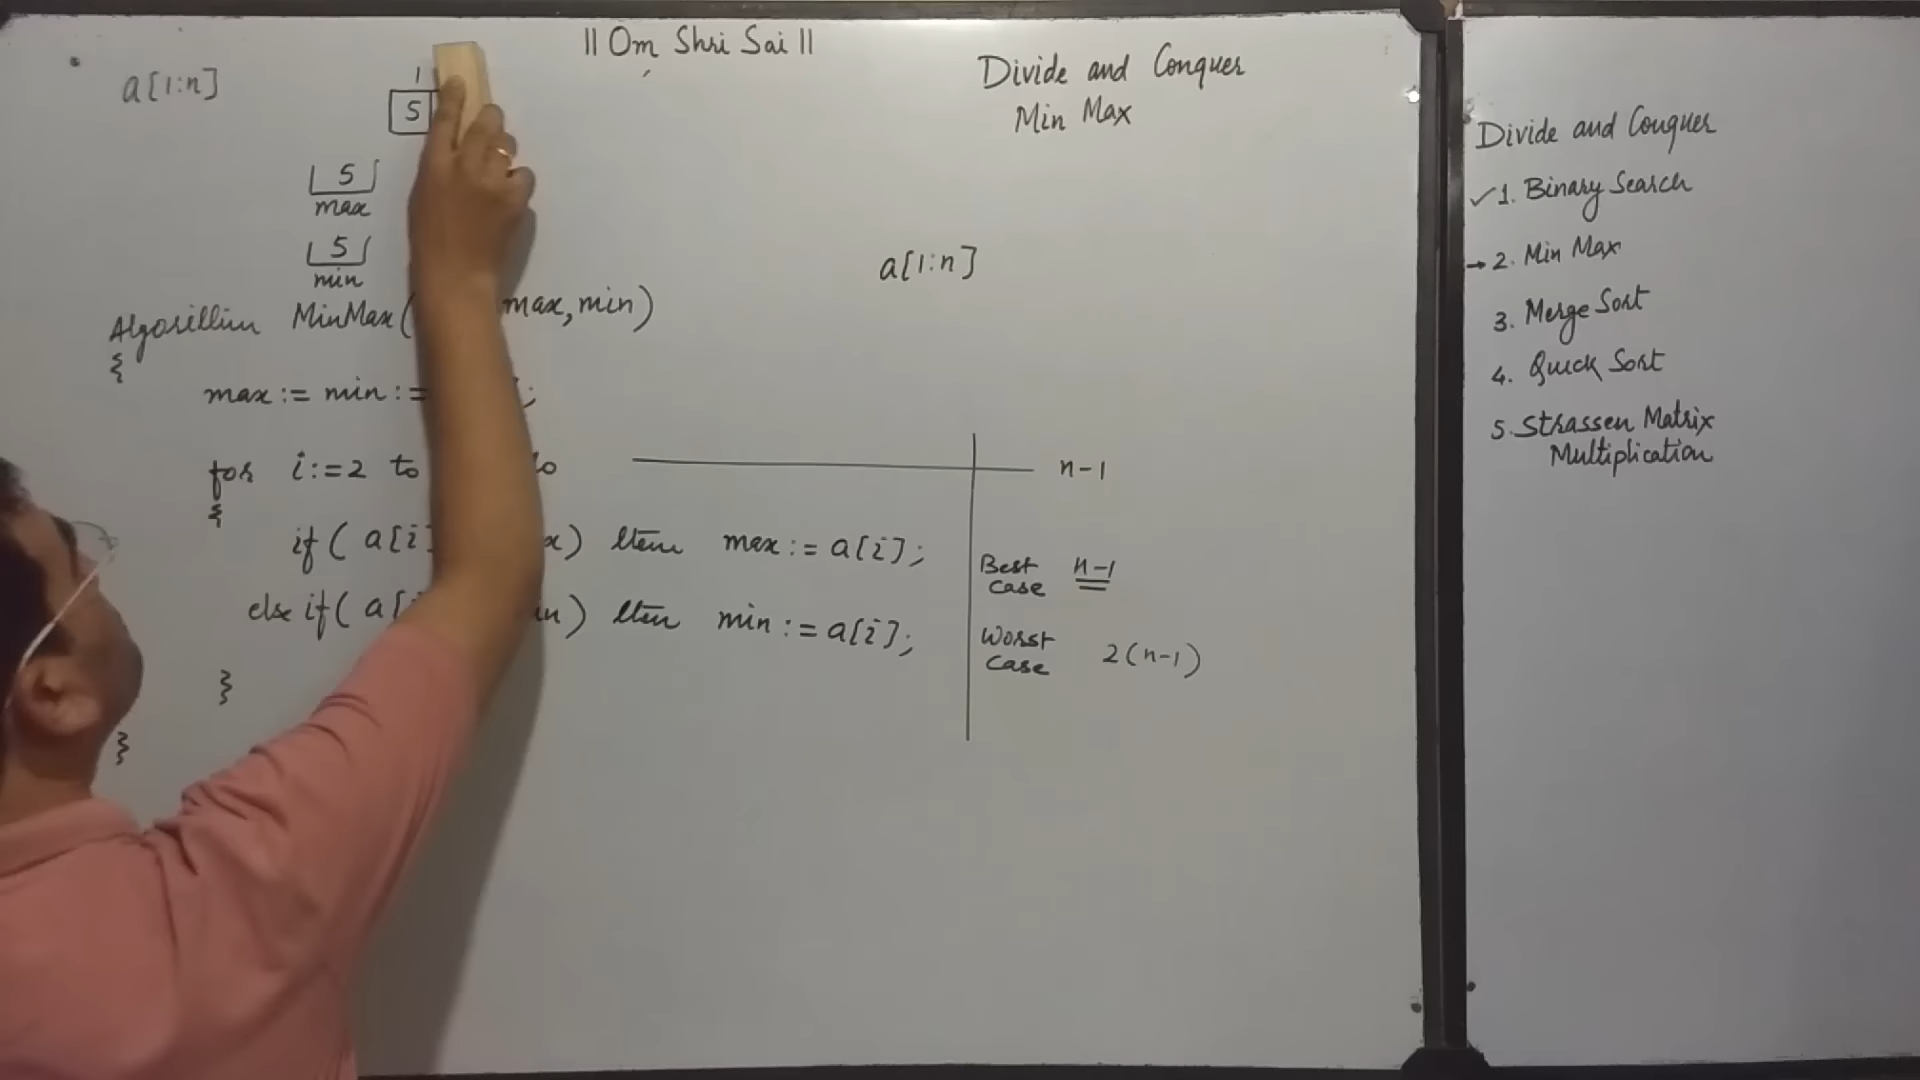 || Om Shri Sai ||
a[1:n]
1
5
Divide and Conquer
Min Max
5
max
5
min
a[1:n]
Algorithm MinMax( max, min)
{
max := min := ;
for i:=2 to n-1
{
if ( a[i] ) then max := a[i];
else if ( a[i ) then min := a[i];
}
}
Best case n-1
Worst case 2(n-1)
Divide and Conquer
✓1. Binary Search
→2. Min Max
3. Merge Sort
4. Quick Sort
5. Strassen Matrix
Multiplication